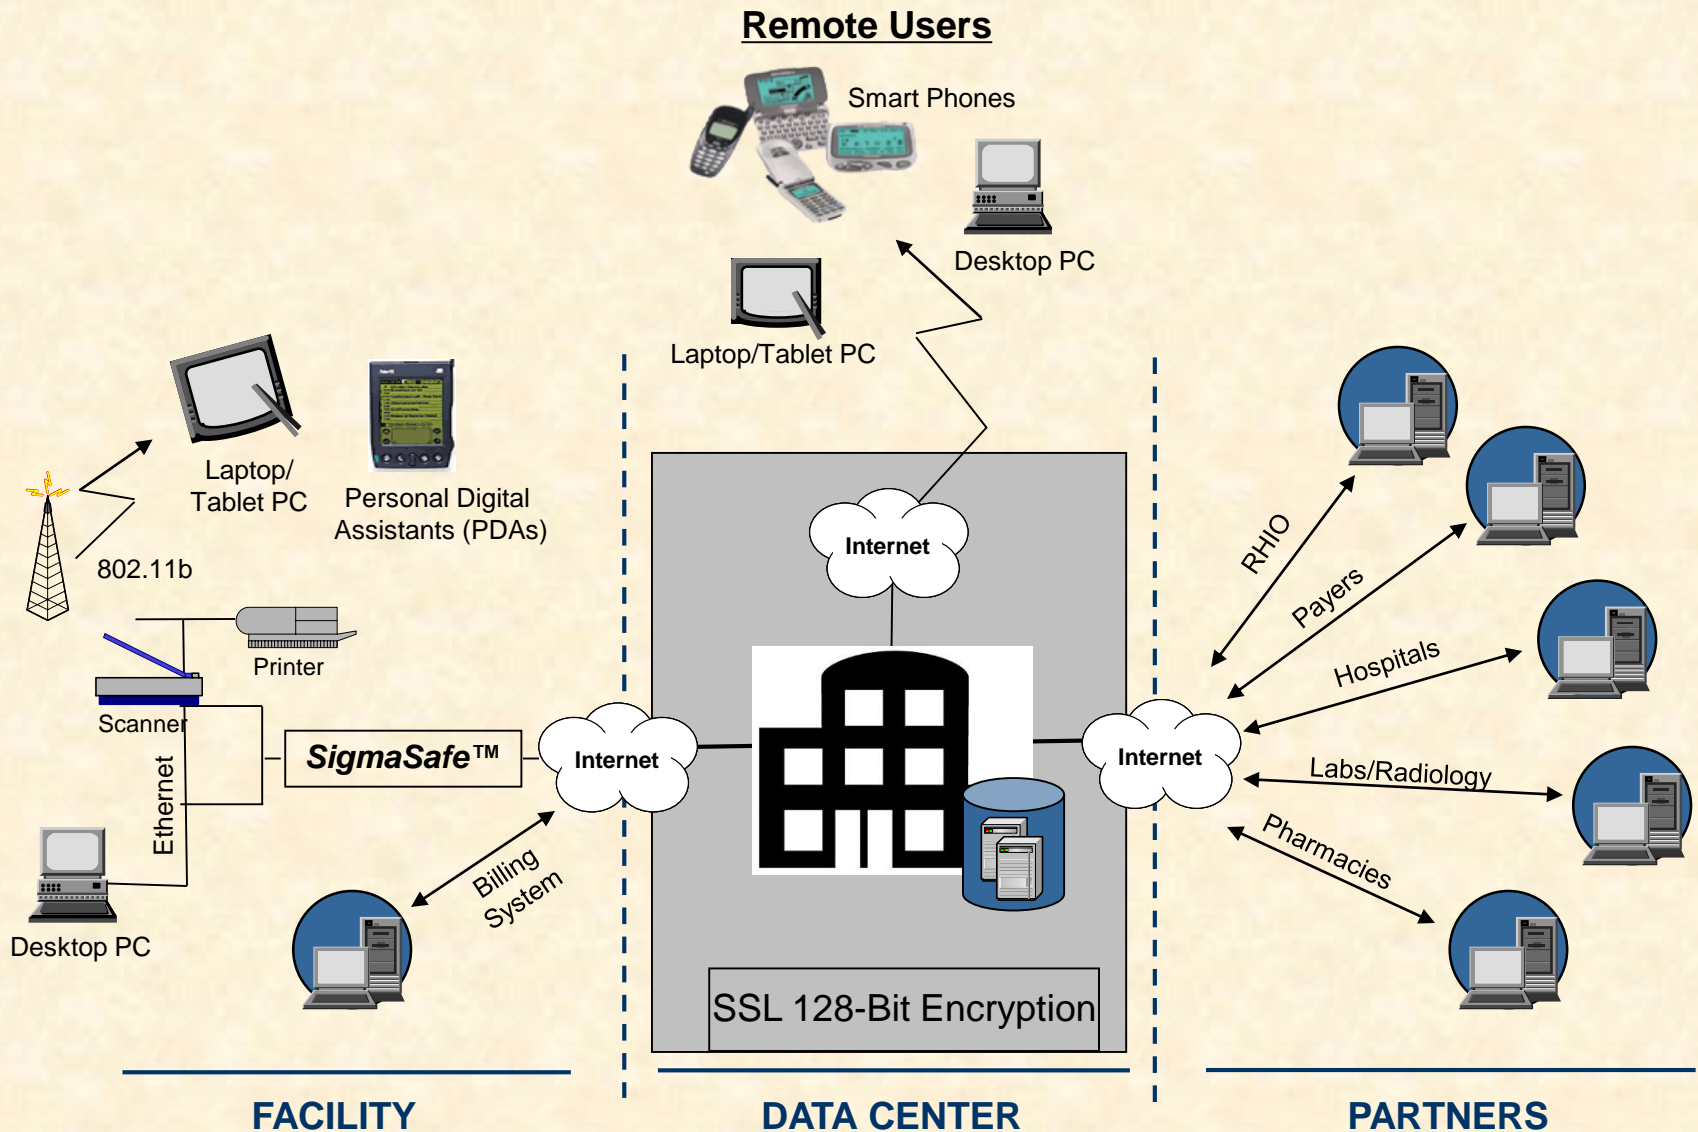 Remote Users
Smart Phones
Desktop PC
Laptop/Tablet PC
Laptop/
Tablet PC
Personal Digital
Assistants (PDAs)
802.11b
Printer
Scanner
Ethernet
SigmaSafe™
Desktop PC
Billing
System
Internet
Internet
Internet
RHIO
Payers
Hospitals
Labs/Radiology
Pharmacies
SSL 128-Bit Encryption
FACILITY
DATA CENTER
PARTNERS